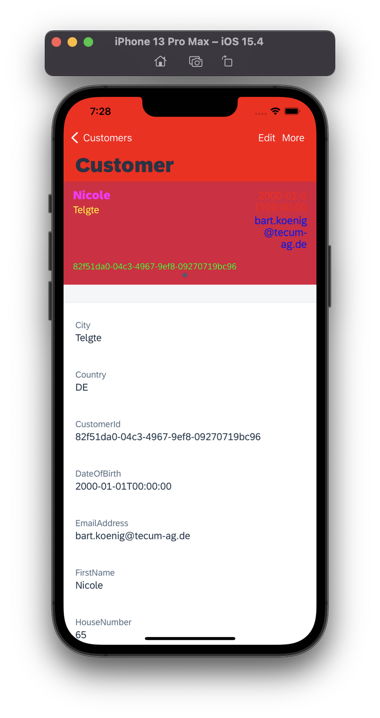 iPhone 13 Pro Max – iOS 15.4
7:28
Customers
Edit
More
Customer
Nicole
Telgte
bart.koenig
@tecum-
ag.de
82f51da0-04c3-4967-9ef8-09270719bc96
City
Telgte
Country
DE
CustomerId
82f51da0-04c3-4967-9ef8-09270719bc96
DateOfBirth
2000-01-01T00:00:00
EmailAddress
bart.koenig@tecum-ag.de
FirstName
Nicole
HouseNumber
65